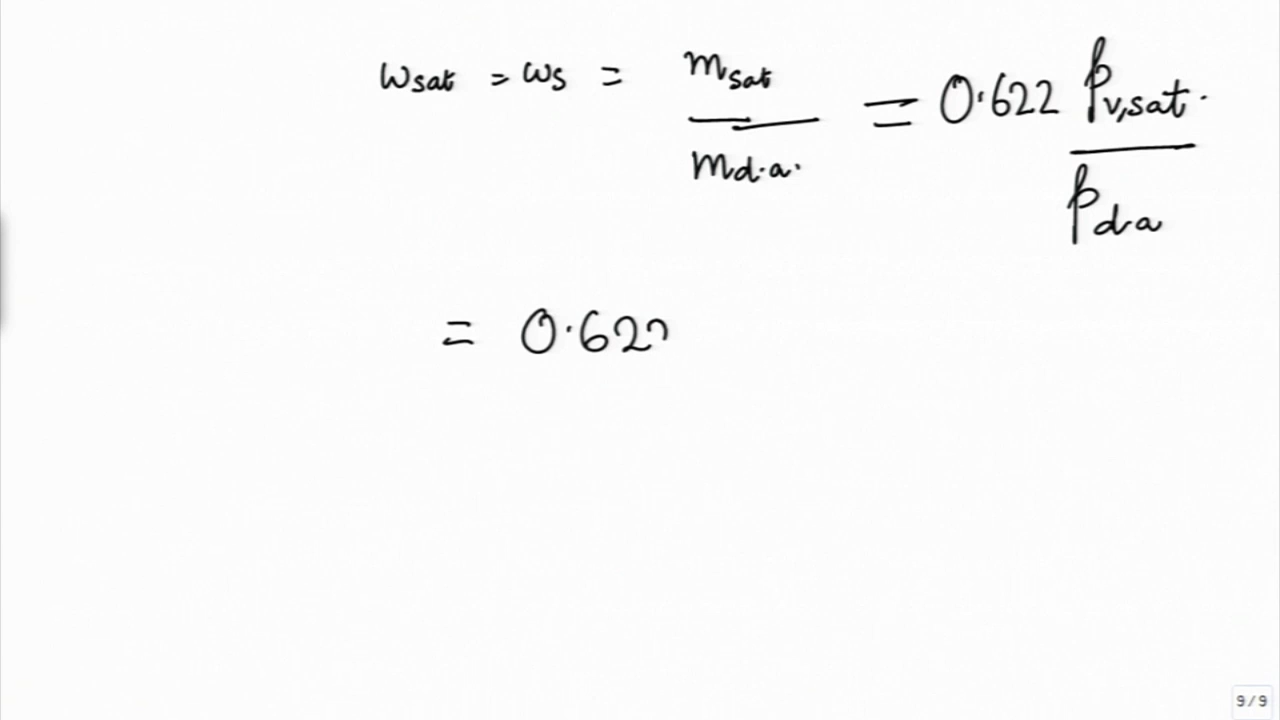 ωsat = ωs = msat / md.a. = 0.622 pv,sat. / pd.a
= 0.622
9/9